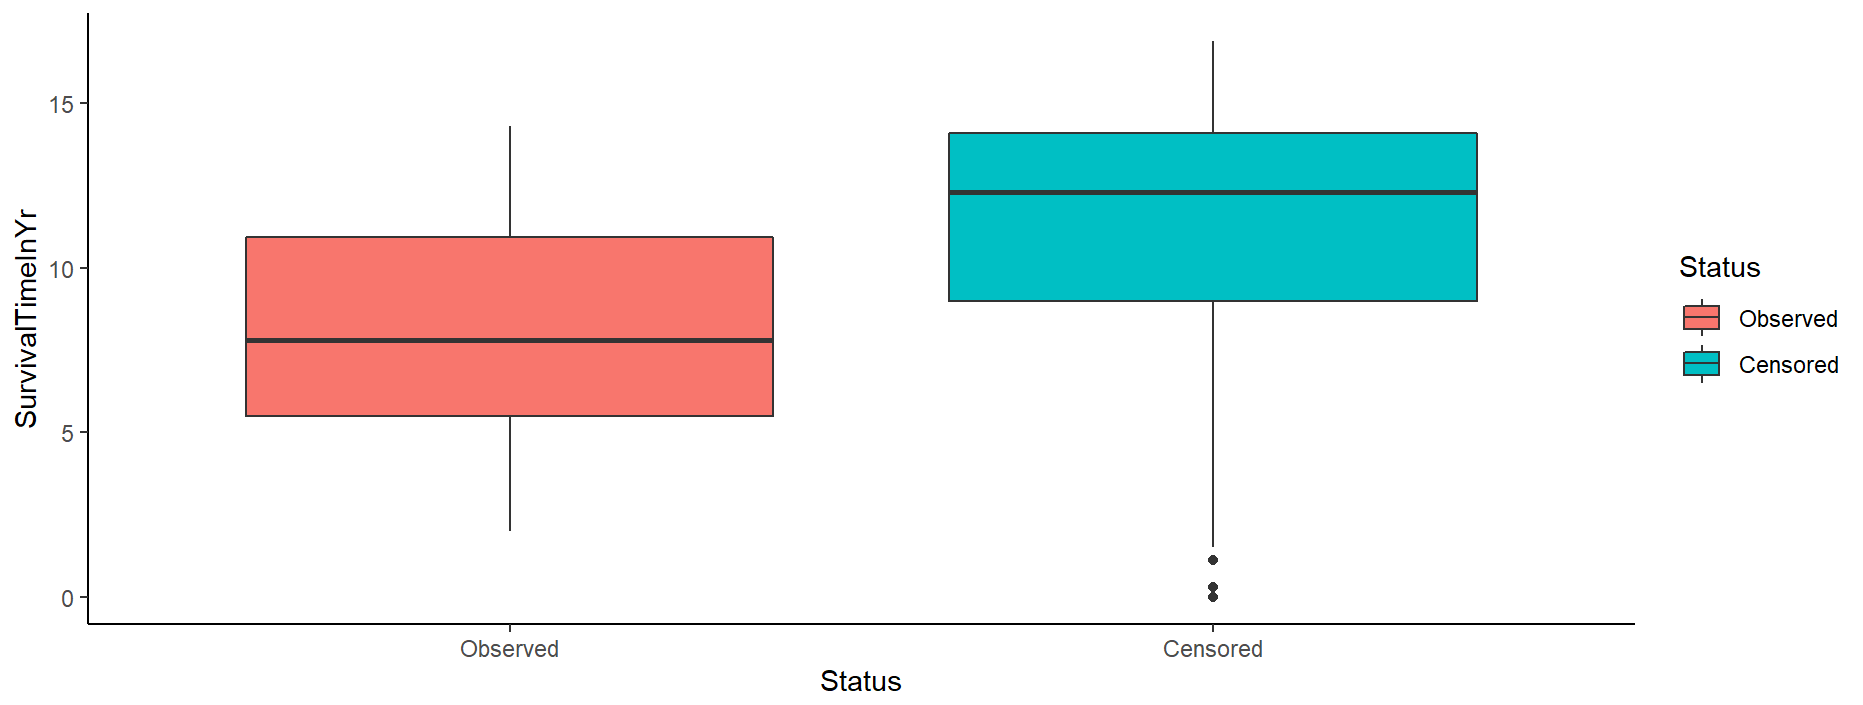 SurvivalTimeInYr
15
10
5
0
Observed
Censored
Status
Status
Observed
Censored